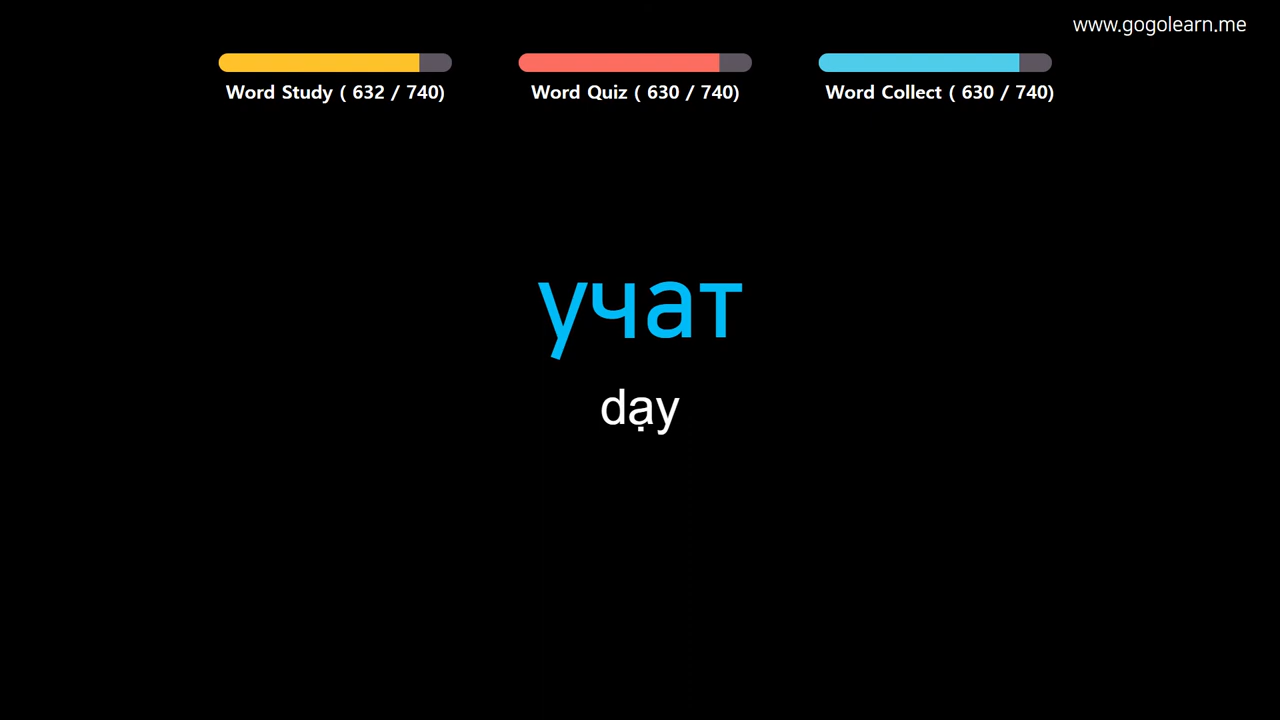 www.gogolearn.me
Word Study ( 632 / 740)
Word Quiz ( 630 / 740)
Word Collect ( 630 / 740)
учат
dạy